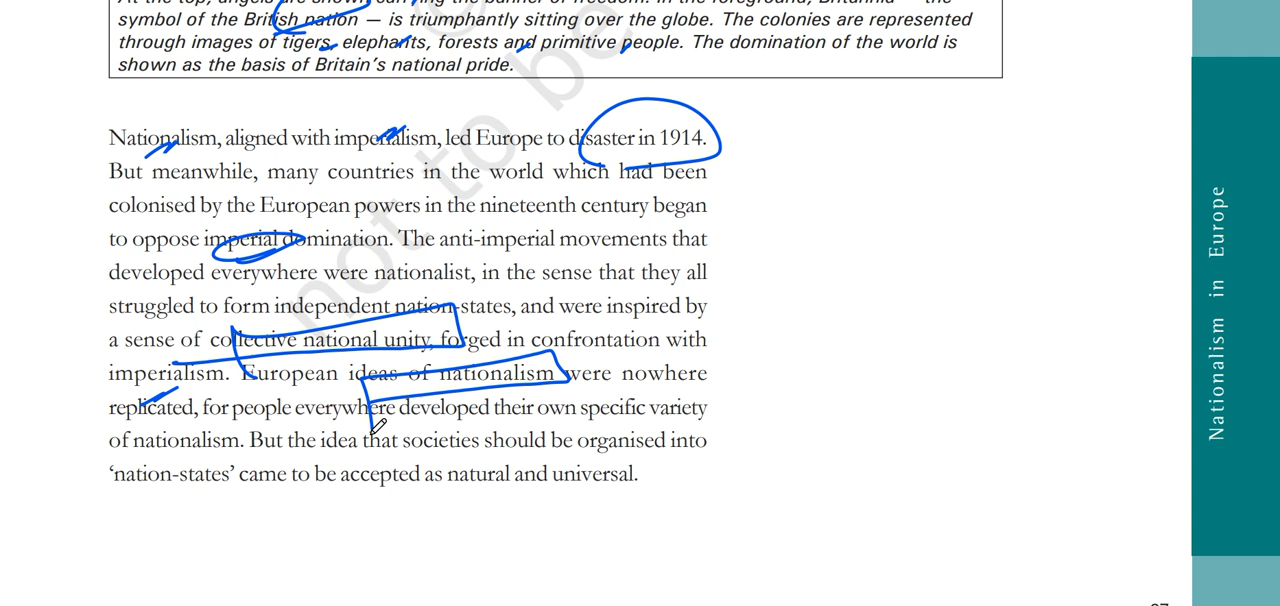 symbol of the British nation — is triumphantly sitting over the globe. The colonies are represented
through images of tigers, elephants, forests and primitive people. The domination of the world is
shown as the basis of Britain's national pride.
Nationalism, aligned with imperialism, led Europe to disaster in 1914.
But meanwhile, many countries in the world which had been
colonised by the European powers in the nineteenth century began
to oppose imperial domination. The anti-imperial movements that
developed everywhere were nationalist, in the sense that they all
struggled to form independent nation-states, and were inspired by
a sense of collective national unity, forged in confrontation with
imperialism. European ideas of nationalism were nowhere
replicated, for people everywhere developed their own specific variety
of nationalism. But the idea that societies should be organised into
'nation-states' came to be accepted as natural and universal.
not to be
Nationalism in Europe